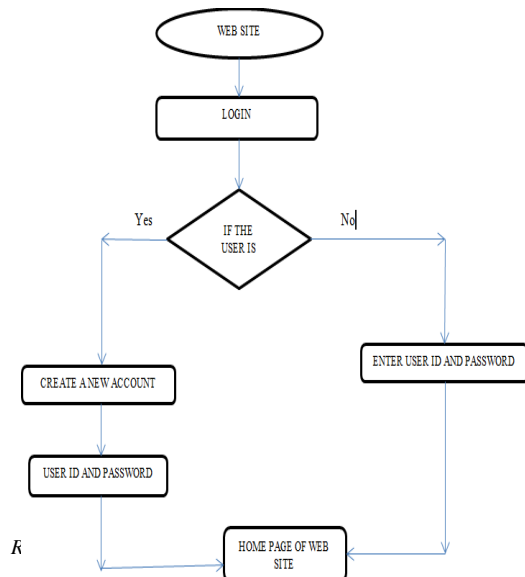 WEB SITE
LOGIN
Yes
No
IF THE
USER IS
ENTER USER ID AND PASSWORD
CREATE A NEW ACCOUNT
USER ID AND PASSWORD
HOME PAGE OF WEB
SITE
R